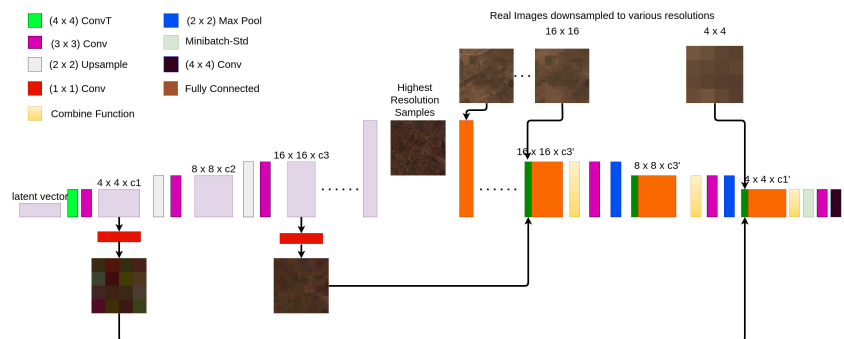 (4 x 4) ConvT
(3 x 3) Conv
(2 x 2) Upsample
(1 x 1) Conv
Combine Function
(2 x 2) Max Pool
Minibatch-Std
(4 x 4) Conv
Fully Connected
Real Images downsampled to various resolutions
16 x 16
4 x 4
Highest
Resolution
Samples
latent vector
4 x 4 x c1
8 x 8 x c2
16 x 16 x c3
16 x 16 x c3'
8 x 8 x c3'
4 x 4 x c1'